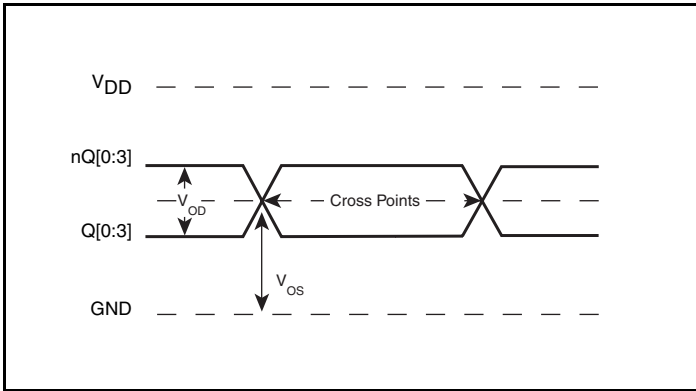 VDD
nQ[0:3]
VOD
Cross Points
Q[0:3]
VOS
GND